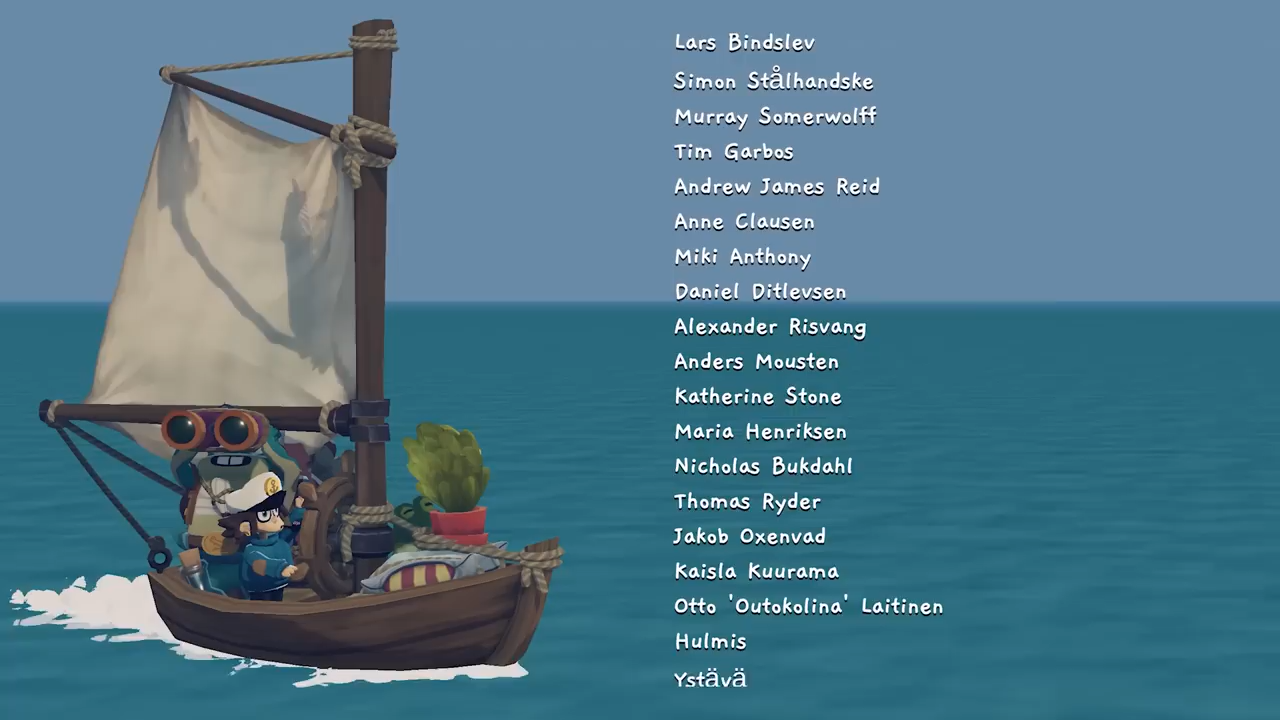 Lars Bindslev
Simon Stålhandske
Murray Somerwolff
Tim Garbos
Andrew James Reid
Anne Clausen
Miki Anthony
Daniel Ditlevsen
Alexander Risvang
Anders Mousten
Katherine Stone
Maria Henriksen
Nicholas Bukdahl
Thomas Ryder
Jakob Oxenvad
Kaisla Kuurama
Otto 'Outokolina' Laitinen
Hulmis
Ystävä